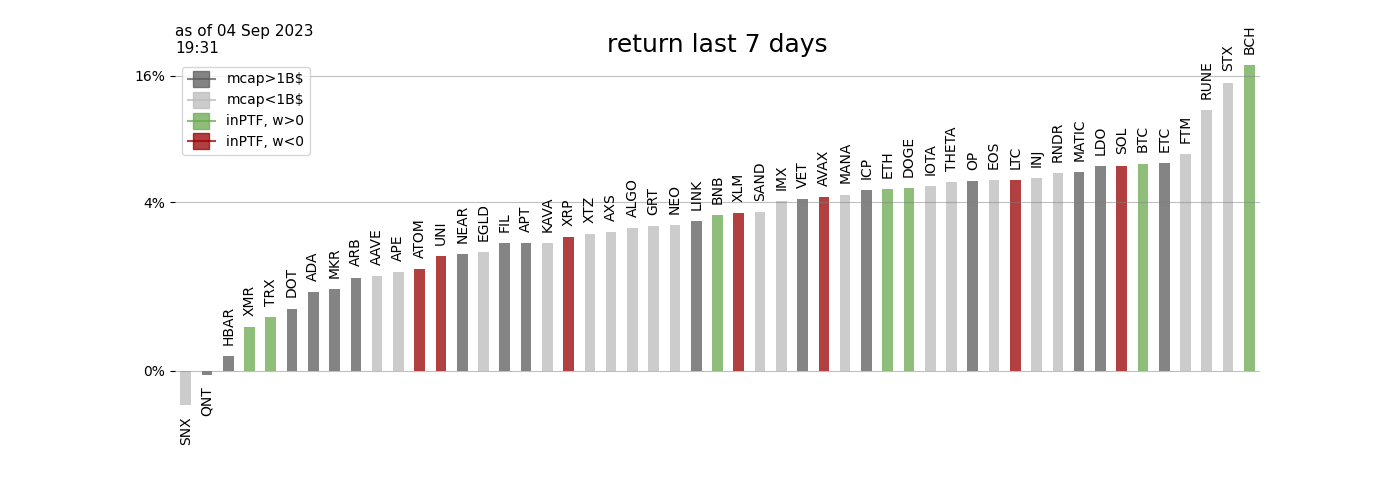 as of 04 Sep 2023
19:31
return last 7 days
mcap>1B$
mcap<1B$
inPTF, w>0
inPTF, w<0
16%
4%
0%
SNX
QNT
HBAR
XMR
TRX
DOT
ADA
MKR
ARB
AAVE
APE
ATOM
UNI
NEAR
EGLD
FIL
APT
KAVA
XRP
XTZ
AXS
ALGO
GRT
NEO
LINK
BNB
XLM
SAND
IMX
VET
AVAX
MANA
ICP
ETH
DOGE
IOTA
THETA
OP
EOS
LTC
INJ
RNDR
MATIC
LDO
SOL
BTC
ETC
FTM
RUNE
STX
BCH